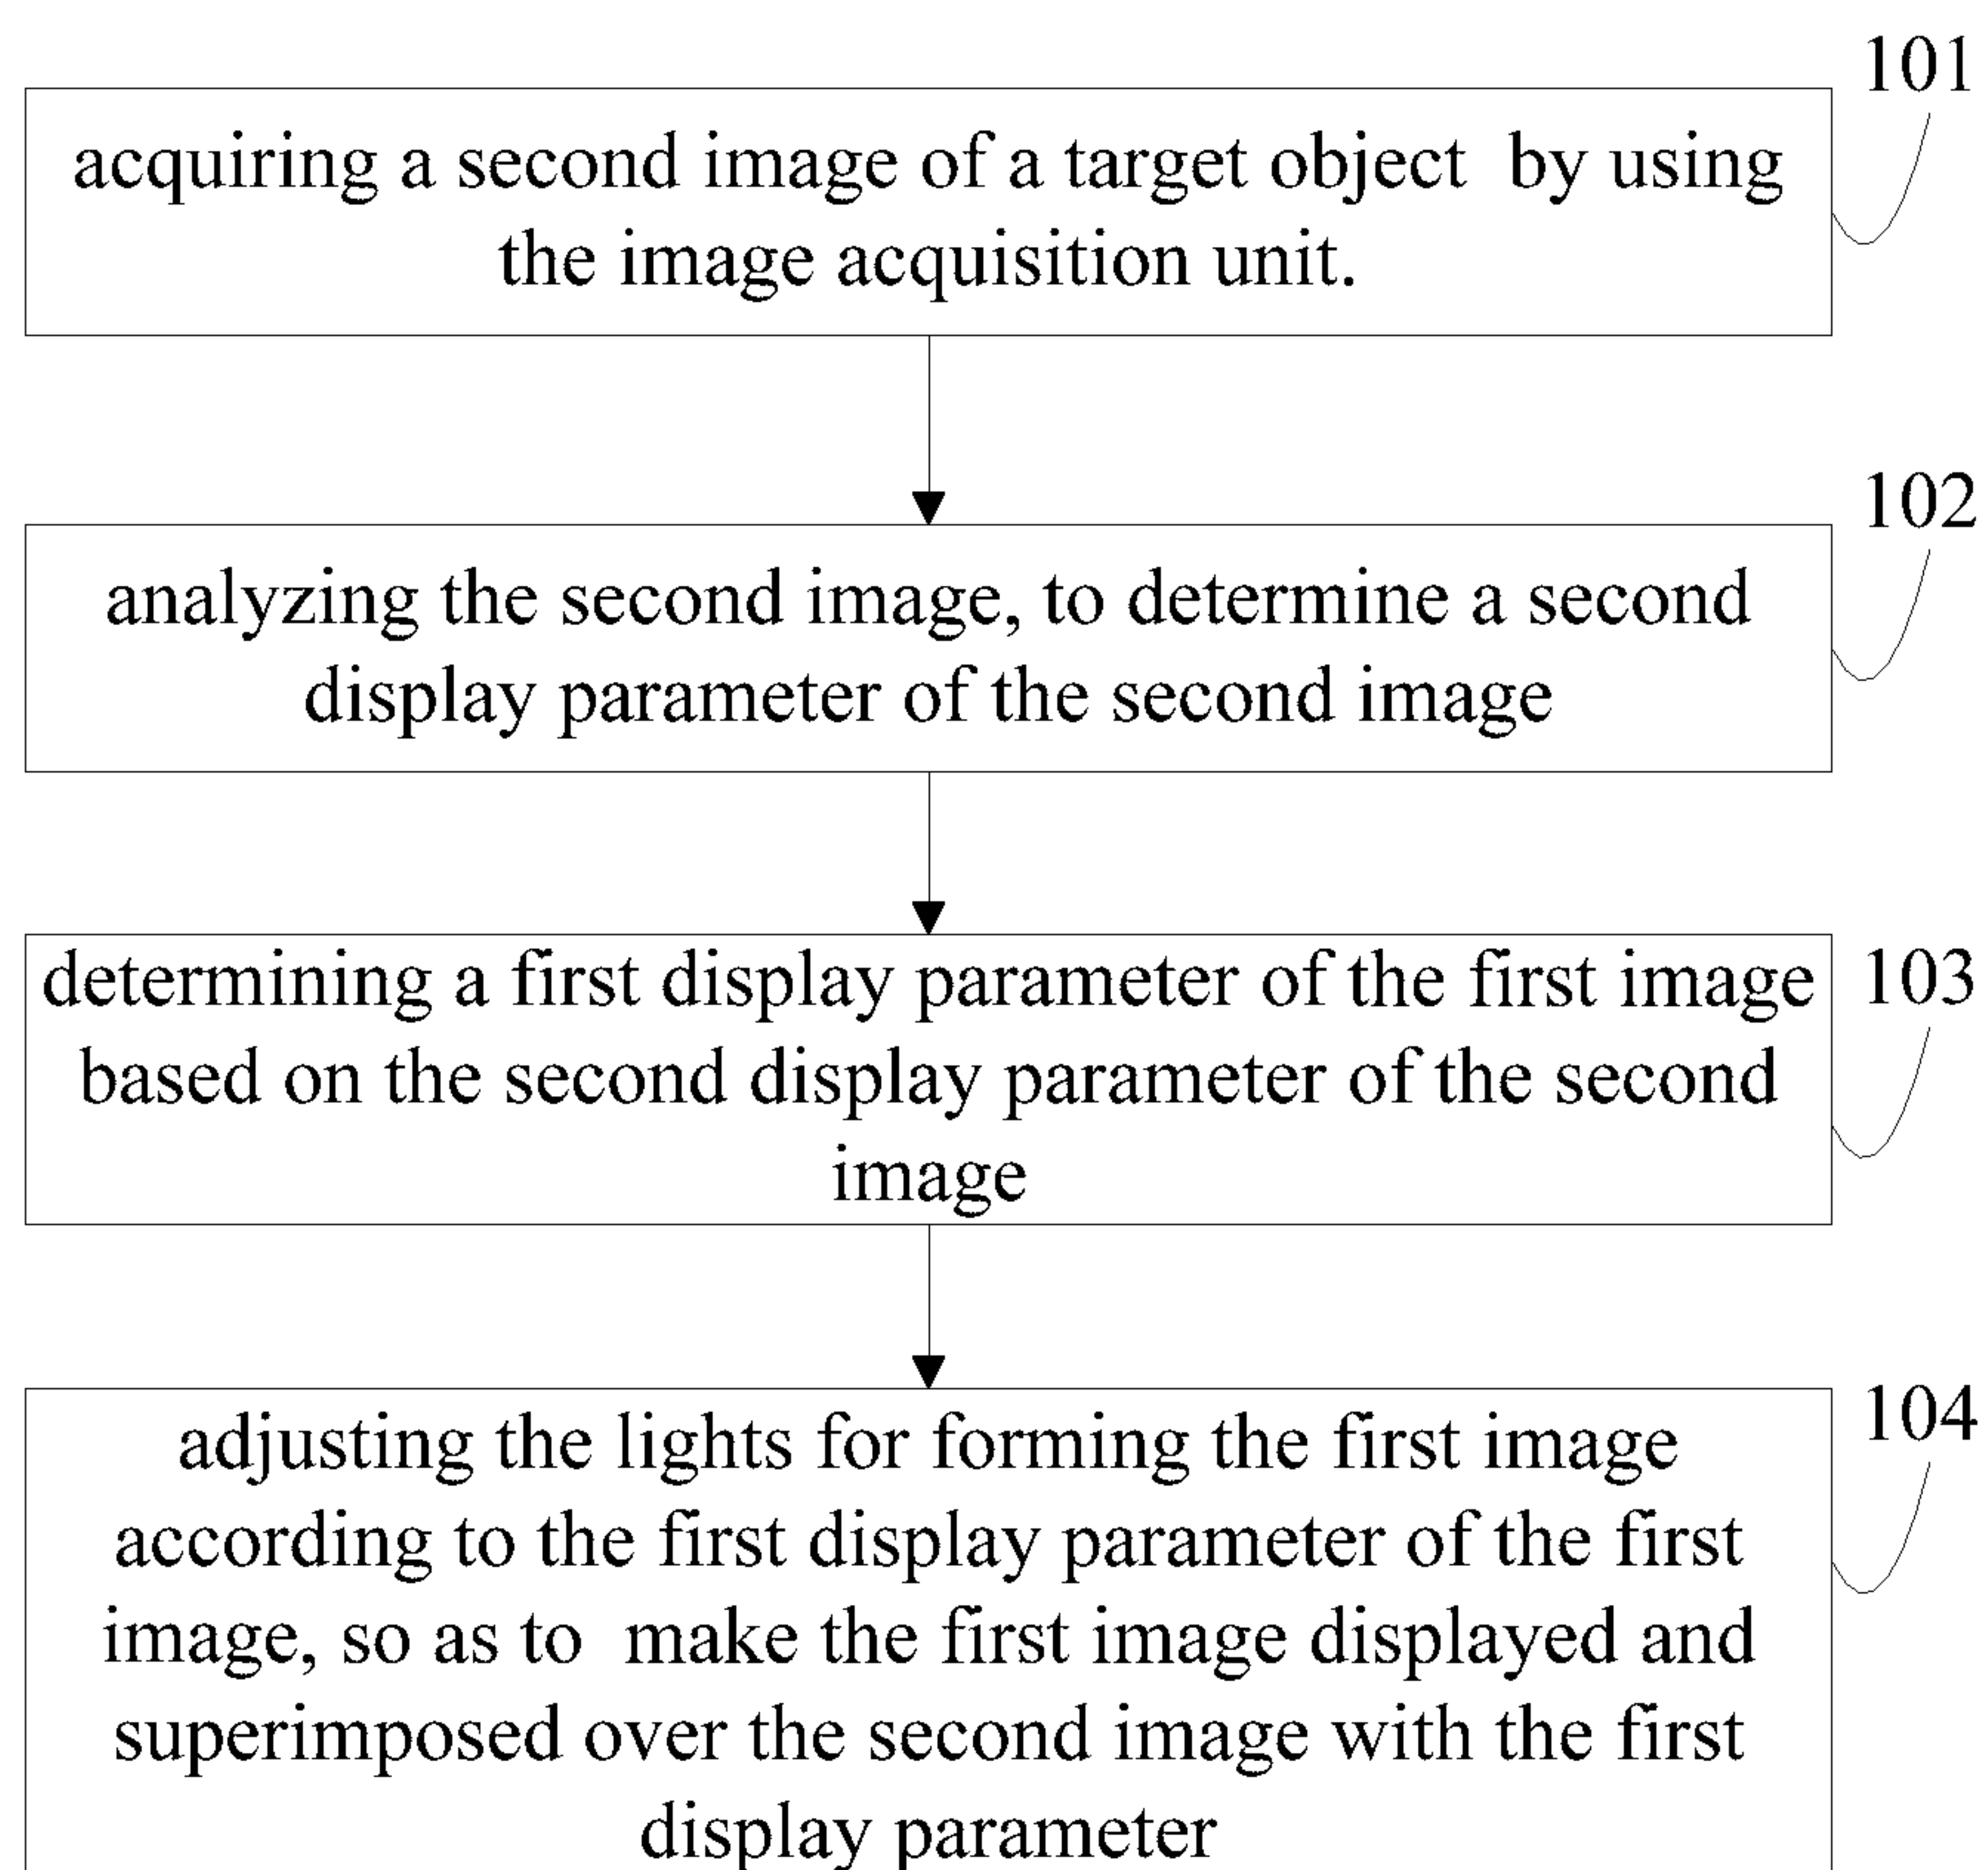 101
acquiring a second image of a target object by using
the image acquisition unit.
102
analyzing the second image, to determine a second
display parameter of the second image
103
determining a first display parameter of the first image
based on the second display parameter of the second
image
104
adjusting the lights for forming the first image
according to the first display parameter of the first
image, so as to make the first image displayed and
superimposed over the second image with the first
display parameter